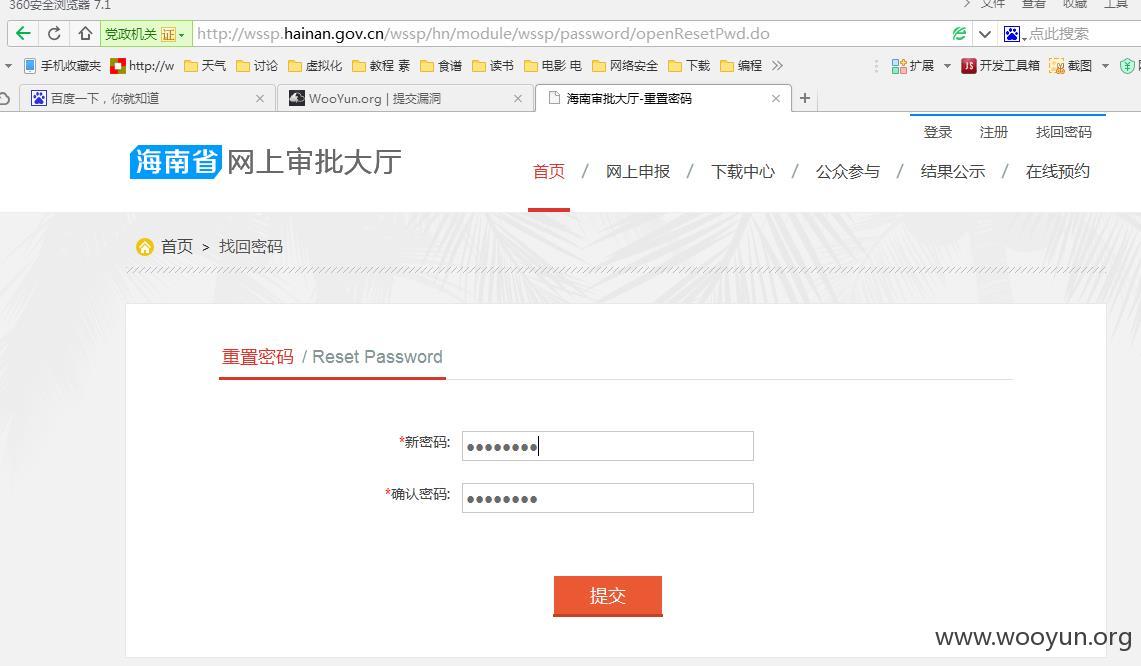 360安全浏览器 7.1 文件 查看 收藏 工具
党政机关 证 http://wssp.hainan.gov.cn/wssp/hn/module/wssp/password/openResetPwd.do 点此搜索
手机收藏夹 http://w 天气 讨论 虚拟化 教程 素 食谱 读书 电影 电 网络安全 下载 编程 扩展 JS 开发工具箱 截图
百度一下，你就知道 WooYun.org | 提交漏洞 海南审批大厅-重置密码
登录 注册 找回密码
海南省 网上审批大厅
首页 / 网上申报 / 下载中心 / 公众参与 / 结果公示 / 在线预约
首页 > 找回密码
重置密码 / Reset Password
*新密码:
*确认密码:
提交
www.wooyun.org